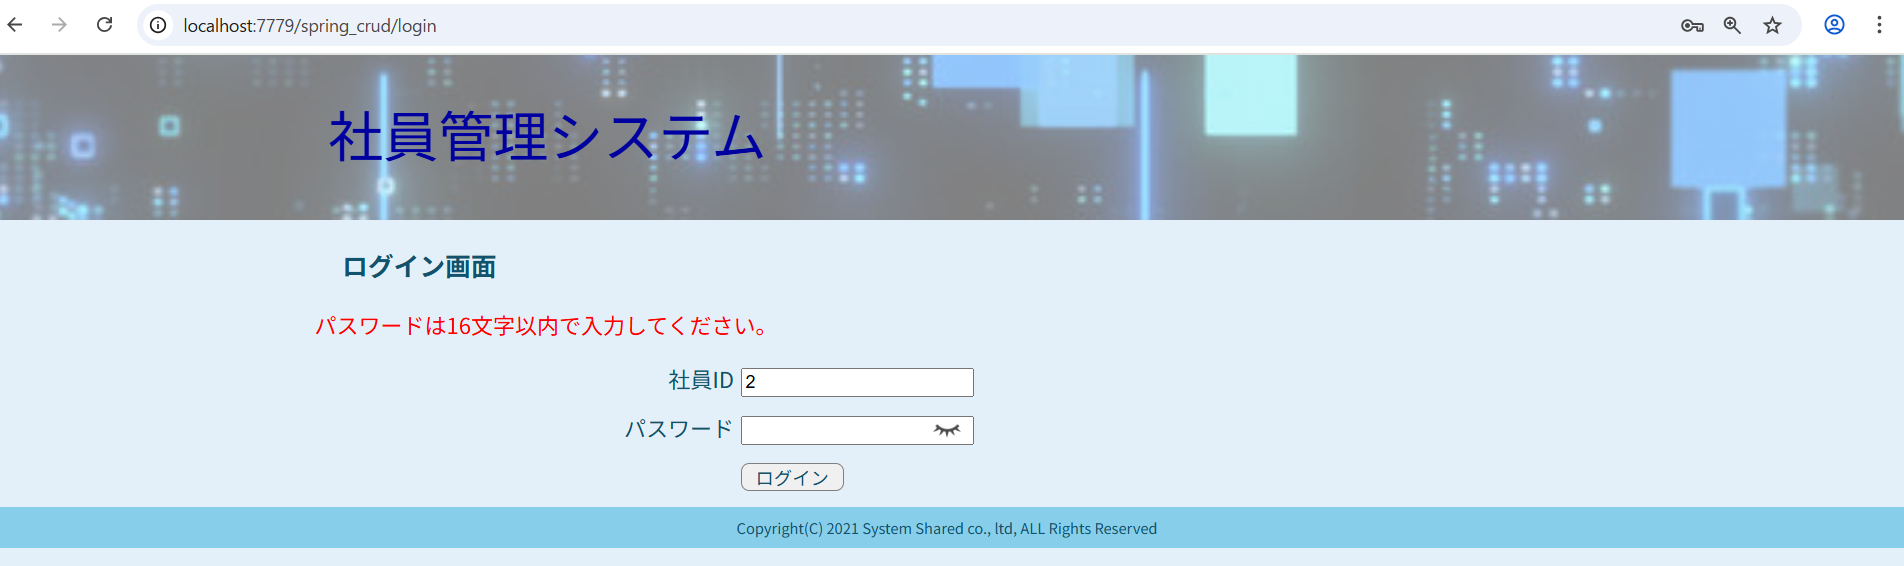 localhost:7779/spring_crud/login
社員管理システム
ログイン画面
パスワードは16文字以内で入力してください。
社員ID 2
パスワード
ログイン
Copyright(C) 2021 System Shared co., ltd, ALL Rights Reserved